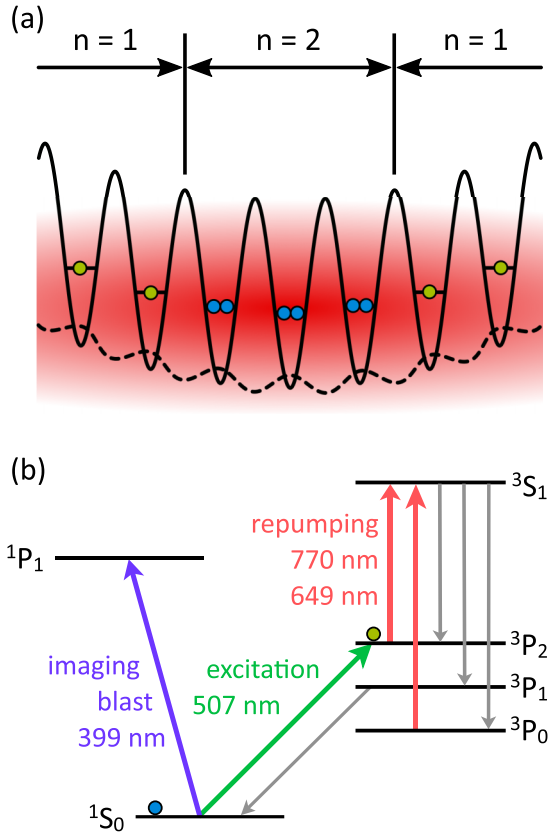 (a)
n = 1
n = 2
n = 1
(b)
³S₁
repumping
770 nm
649 nm
¹P₁
³P₂
imaging
blast
399 nm
excitation
507 nm
³P₁
³P₀
¹S₀